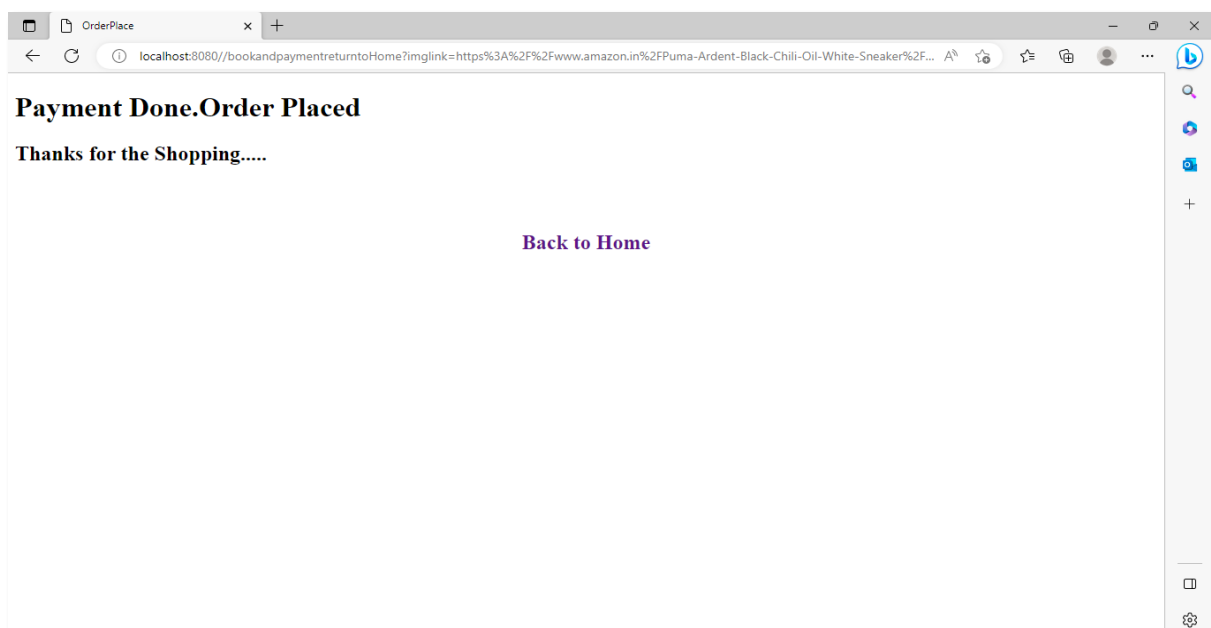 OrderPlace
localhost:8080//bookandpaymentreturntoHome?imglink=https%3A%2F%2Fwww.amazon.in%2FPuma-Ardent-Black-Chili-Oil-White-Sneaker%2F...
Payment Done.Order Placed
Thanks for the Shopping.....
Back to Home